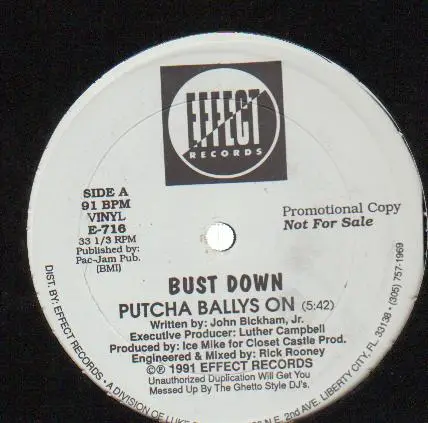 EFFECT
RECORDS
SIDE A
91 BPM
VINYL
E-716
33 1/3 RPM
Published by:
Pac-Jam Pub.
(BMI)
Promotional Copy
Not For Sale
BUST DOWN
PUTCHA BALLYS ON (5:42)
Written by: John Bickham, Jr.
Executive Producer: Luther Campbell
Produced by: Ice Mike for Closet Castle Prod.
Engineered & Mixed by: Rick Rooney
©℗ 1991 EFFECT RECORDS
Unauthorized Duplication Will Get You
Messed Up By The Ghetto Style DJ's.
DIST. BY: EFFECT RECORDS • A DIVISION OF N.E. 2nd AVE, LIBERTY CITY, FL 33138 • (305) 757-1969